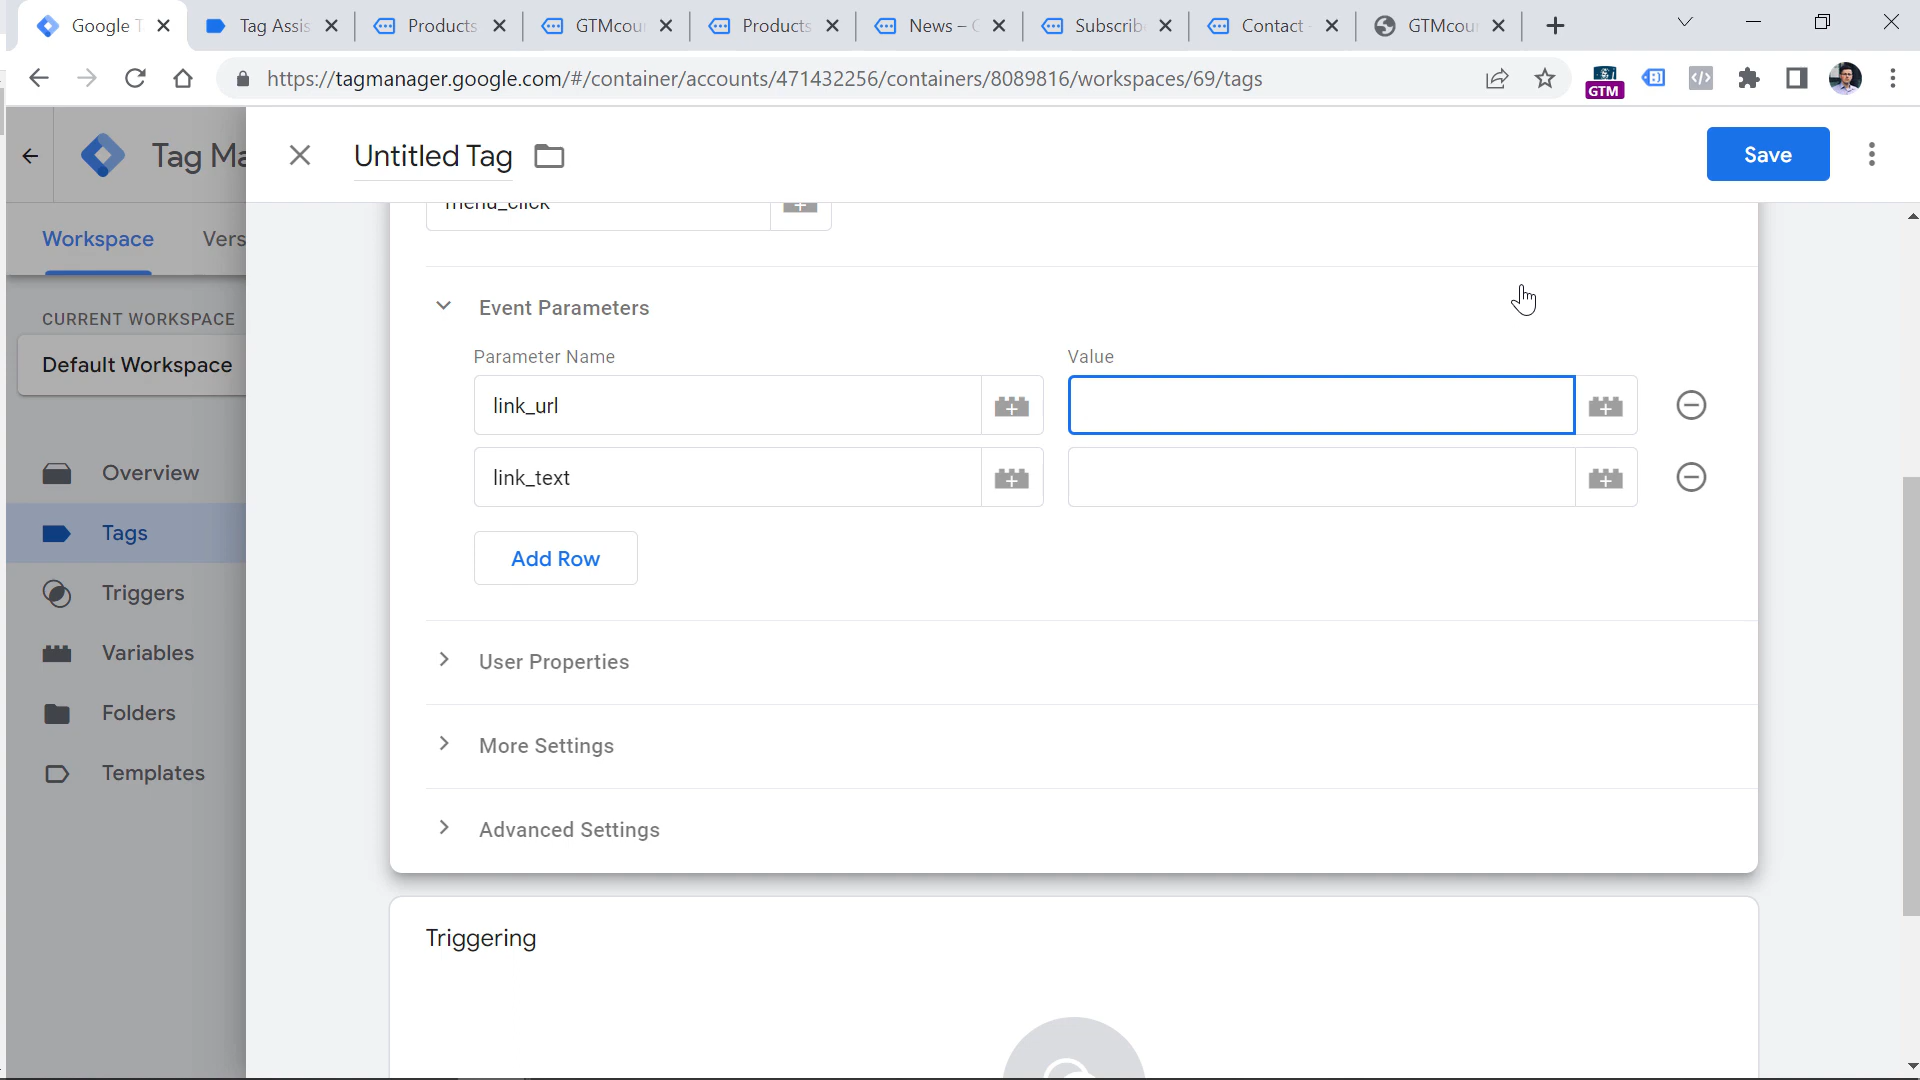 Google T
Tag Assis
Products
GTMcou
Products
News – G
Subscrib
Contact
GTMcou
https://tagmanager.google.com/#/container/accounts/471432256/containers/8089816/workspaces/69/tags
GTM
Tag Ma
Untitled Tag
Save
menu_click
Workspace
Vers
CURRENT WORKSPACE
Default Workspace
Event Parameters
Parameter Name
Value
link_url
link_text
Add Row
Overview
Tags
Triggers
Variables
Folders
Templates
User Properties
More Settings
Advanced Settings
Triggering